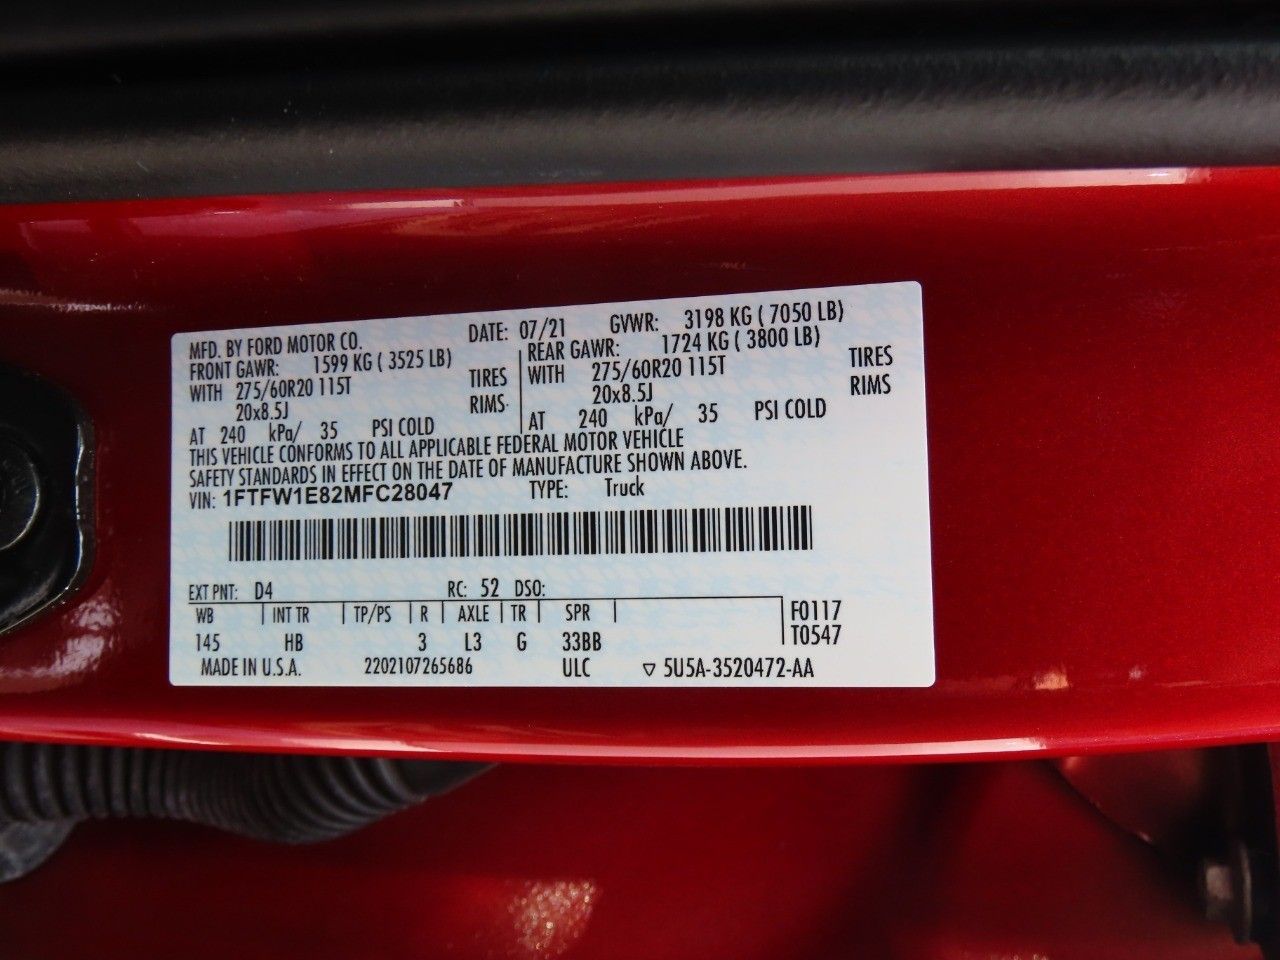 MFD. BY FORD MOTOR CO. DATE: 07/21 GVWR: 3198 KG ( 7050 LB)
FRONT GAWR: 1599 KG ( 3525 LB) REAR GAWR: 1724 KG ( 3800 LB)
WITH 275/60R20 115T TIRES WITH 275/60R20 115T TIRES
20x8.5J RIMS 20x8.5J RIMS
AT 240 kPa/ 35 PSI COLD AT 240 kPa/ 35 PSI COLD
THIS VEHICLE CONFORMS TO ALL APPLICABLE FEDERAL MOTOR VEHICLE
SAFETY STANDARDS IN EFFECT ON THE DATE OF MANUFACTURE SHOWN ABOVE.
VIN: 1FTFW1E82MFC28047 TYPE: Truck
EXT PNT: D4 RC: 52 DSO:
WB INT TR TP/PS R AXLE TR SPR F0117
145 HB 3 L3 G 33BB T0547
MADE IN U.S.A. 2202107265686 ULC ▽ 5U5A-3520472-AA